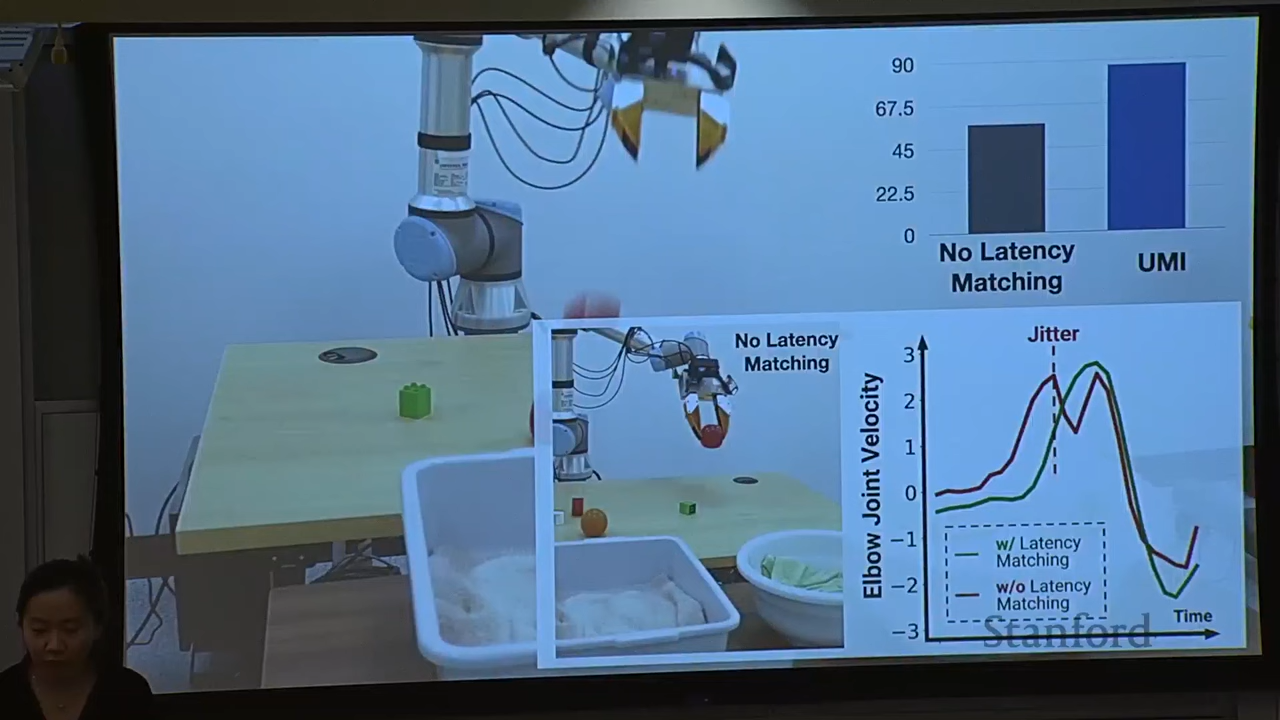 90
67.5
45
22.5
0
No Latency
Matching
UMI
No Latency
Matching
Jitter
Elbow Joint Velocity
3
2
1
0
−1
−2
−3
w/ Latency
Matching
w/o Latency
Matching
Time
Stanford